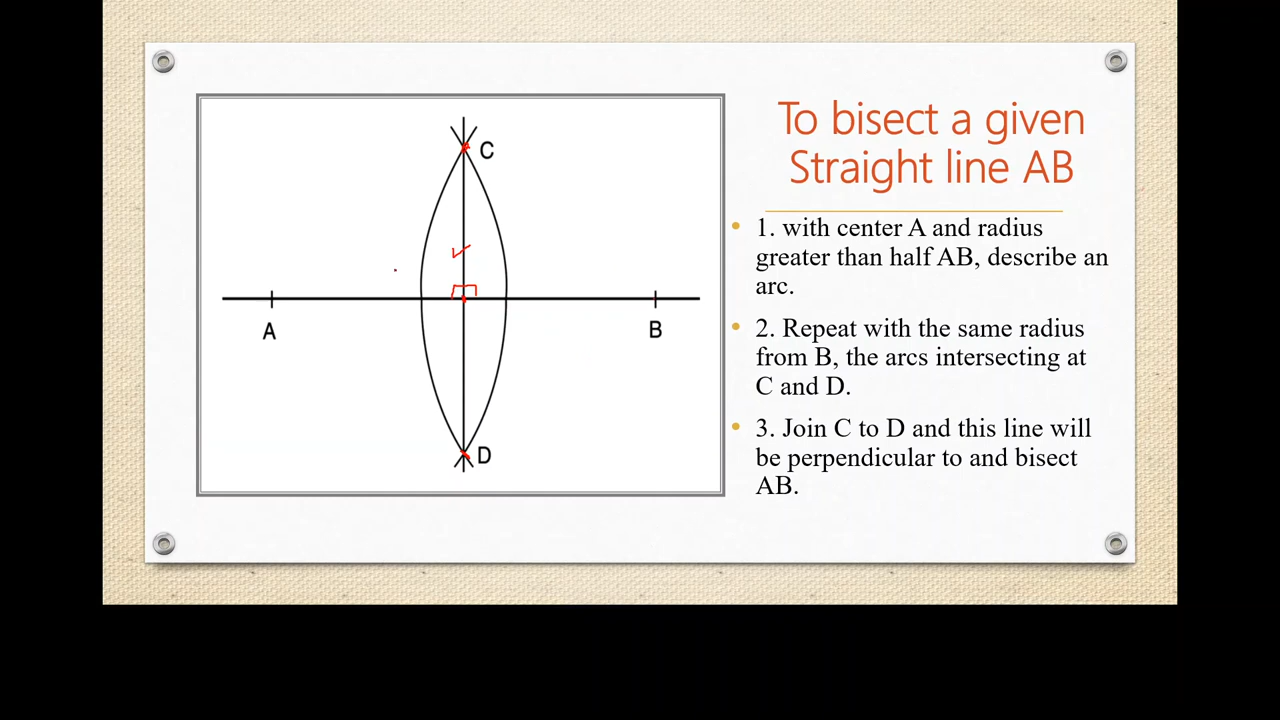 To bisect a given
Straight line AB
C
A
B
D
• 1. with center A and radius
greater than half AB, describe an
arc.
• 2. Repeat with the same radius
from B, the arcs intersecting at
C and D.
• 3. Join C to D and this line will
be perpendicular to and bisect
AB.